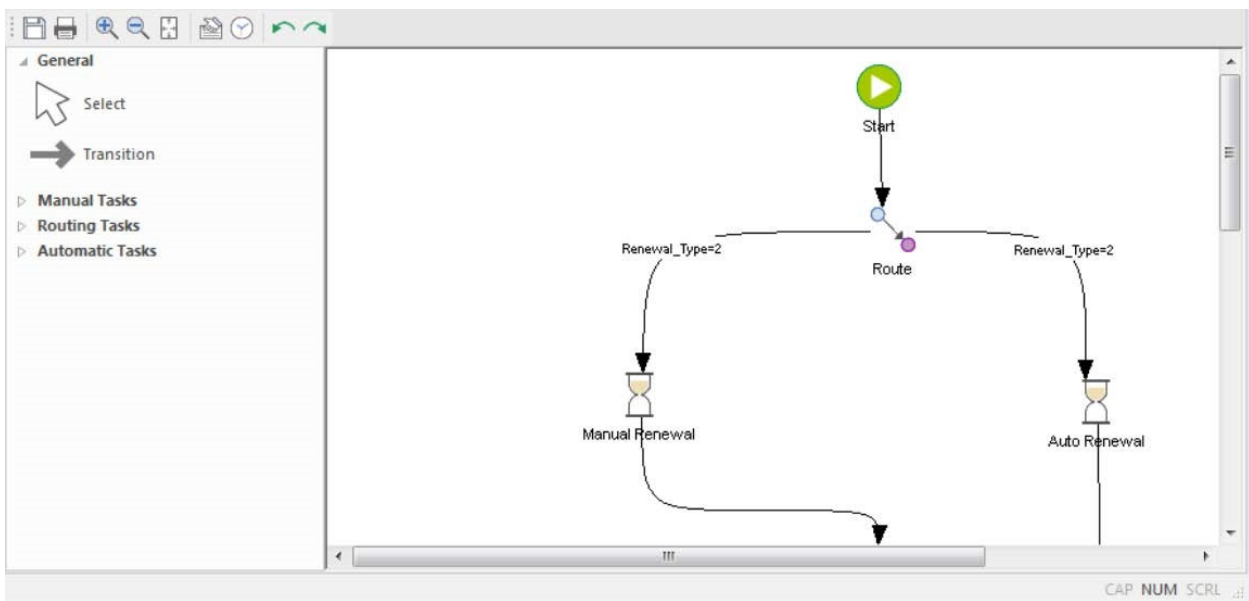 General
Select
Transition
Manual Tasks
Routing Tasks
Automatic Tasks
Start
Route
Renewal_Type=2
Renewal_Type=2
Manual Renewal
Auto Renewal
CAP NUM SCRL